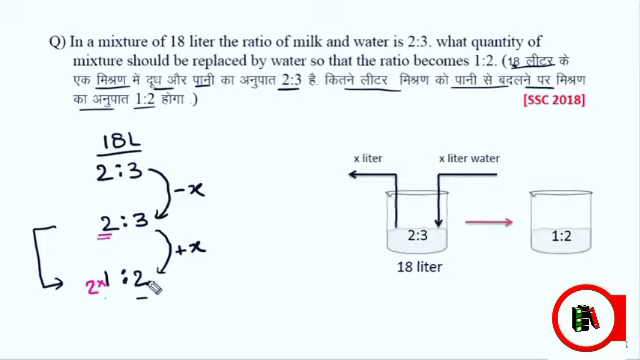 Q) In a mixture of 18 liter the ratio of milk and water is 2:3. what quantity of
mixture should be replaced by water so that the ratio becomes 1:2. ( 18 लीटर के
एक मिश्रण में दूध और पानी का अनुपात 2:3 है. कितने लीटर मिश्रण को पानी से बदलने पर मिश्रण
का अनुपात 1:2 होगा .)
[SSC 2018]
18L
2:3
-x
2:3
+x
2x1:2
x liter
x liter water
2:3
1:2
18 liter